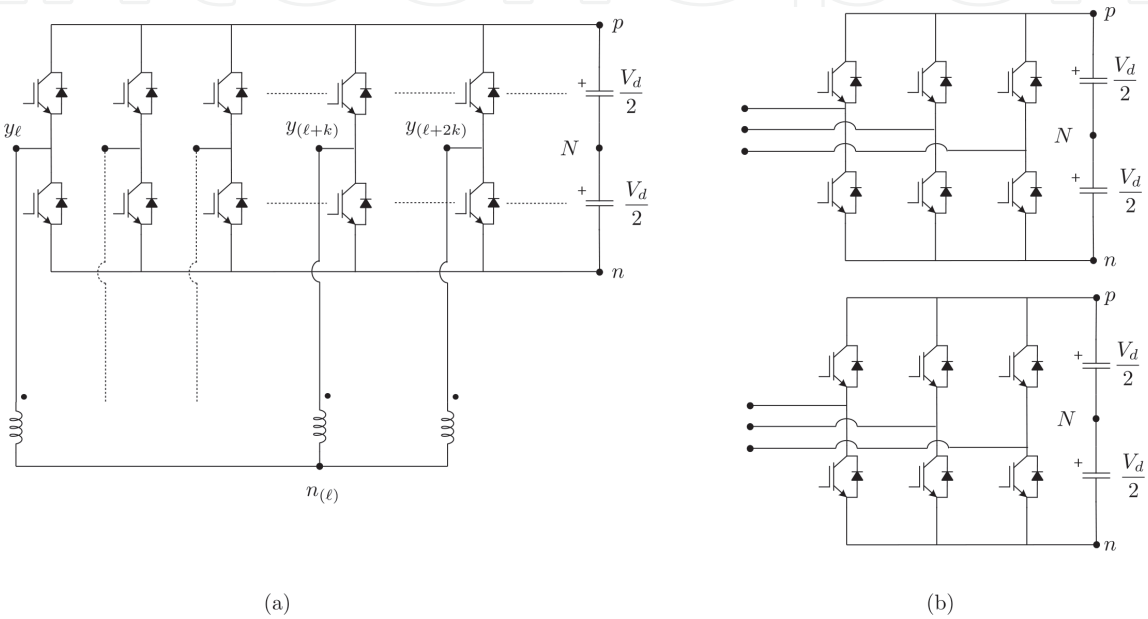 p
+ V_d/2
y_ℓ
y_(ℓ+k)
y_(ℓ+2k)
N
+ V_d/2
n
n_(ℓ)
(a)
p
+ V_d/2
N
+ V_d/2
n
p
+ V_d/2
N
+ V_d/2
n
(b)